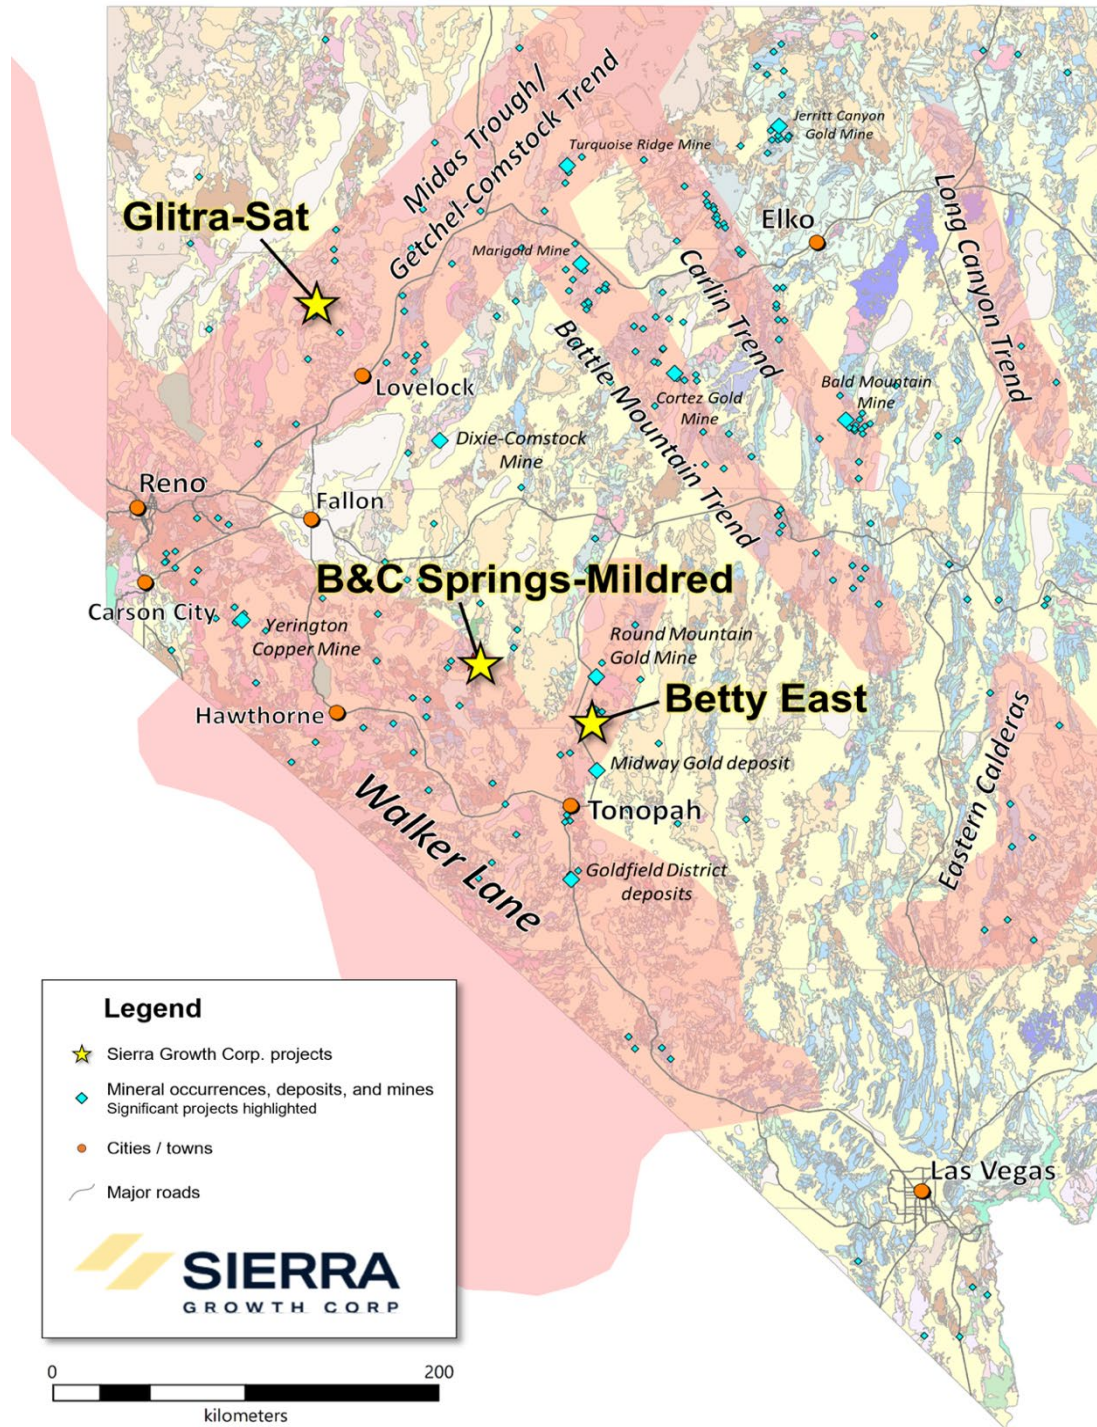 Midas Trough/
Getchel-Comstock Trend
Jerritt Canyon
Gold Mine
Turquoise Ridge Mine
Glitra-Sat
Elko
Long Canyon Trend
Marigold Mine
Carlin Trend
Battle Mountain Trend
Lovelock
Cortez Gold
Mine
Bald Mountain
Mine
Dixie-Comstock
Mine
Reno
Fallon
B&C Springs-Mildred
Carson City
Yerington
Copper Mine
Round Mountain
Gold Mine
Betty East
Hawthorne
Midway Gold deposit
Eastern Calderas
Walker Lane
Tonopah
Goldfield District
deposits
Las Vegas
Legend
Sierra Growth Corp. projects
Mineral occurrences, deposits, and mines
Significant projects highlighted
Cities / towns
Major roads
SIERRA
GROWTH CORP
0 200
kilometers